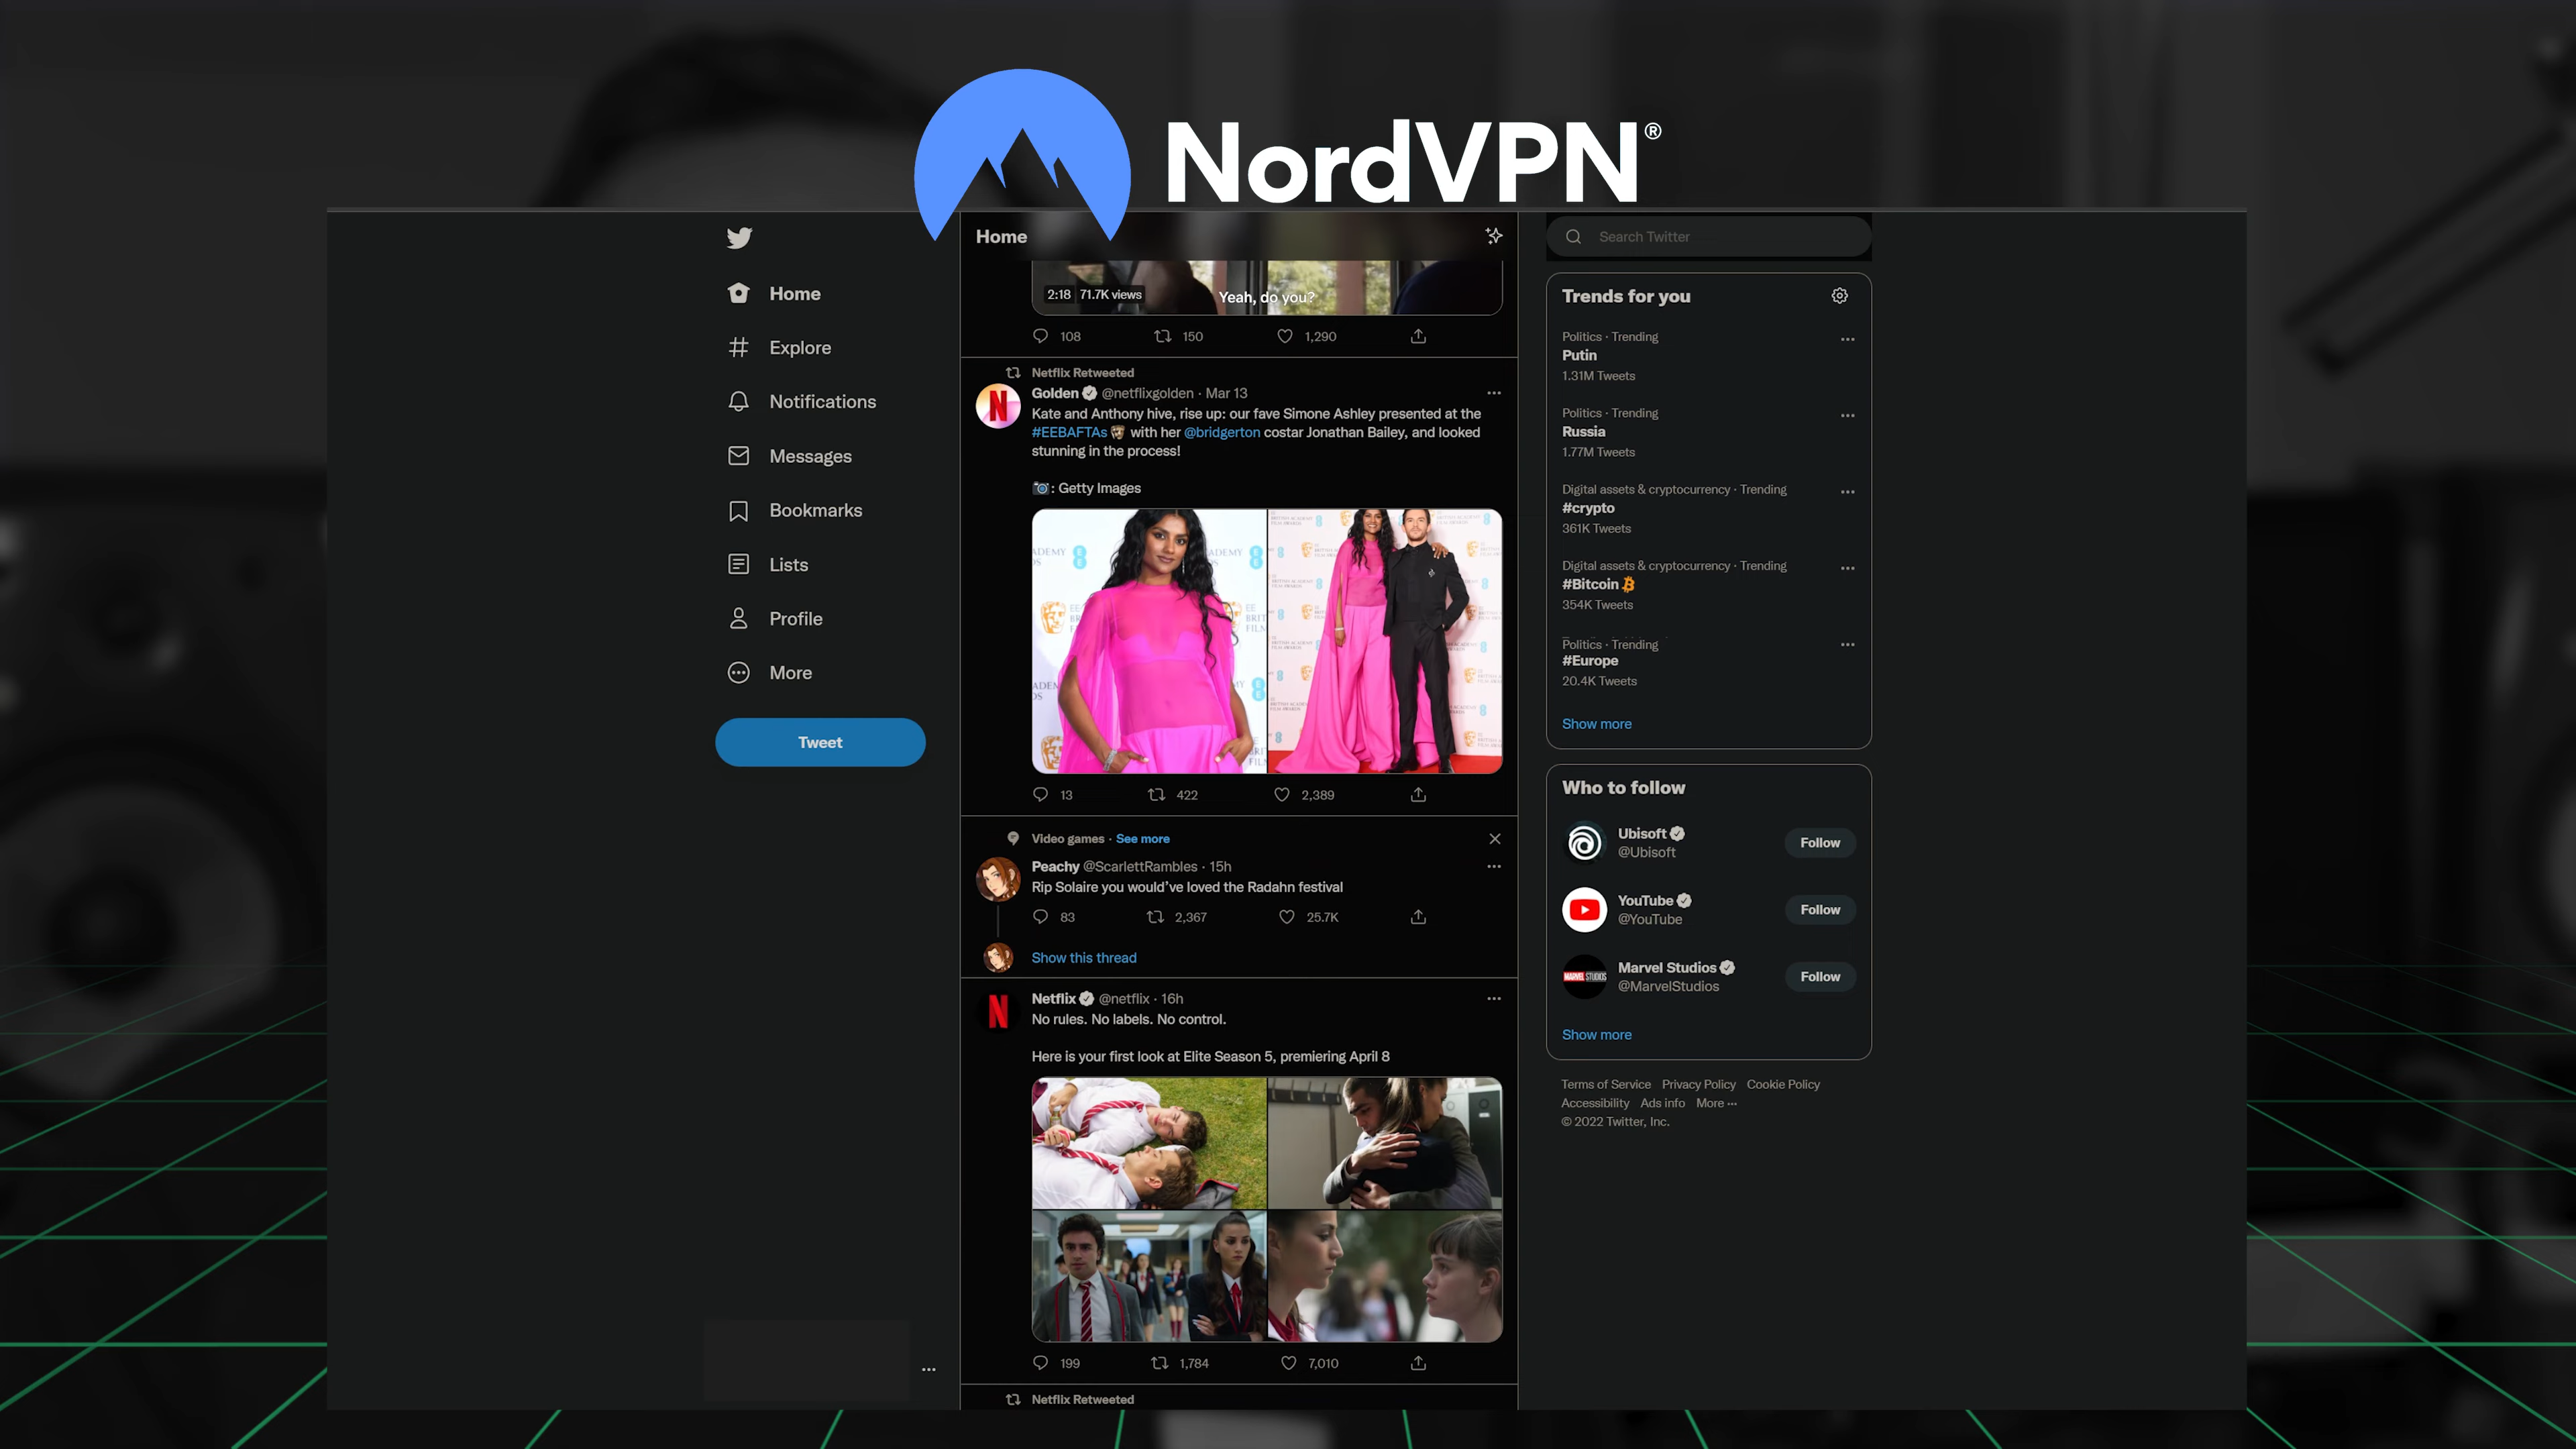 NordVPN®
Home
Explore
Notifications
Messages
Bookmarks
Lists
Profile
More
Tweet
Home
2:18 71.7K views
Yeah, do you?
108 150 1,290
Netflix Retweeted
Golden @netflixgolden · Mar 13
Kate and Anthony hive, rise up: our fave Simone Ashley presented at the
#EEBAFTAs with her @bridgerton costar Jonathan Bailey, and looked
stunning in the process!
: Getty Images
13 422 2,389
Video games · See more
Peachy @ScarlettRambles · 15h
Rip Solaire you would've loved the Radahn festival
83 2,367 25.7K
Show this thread
Netflix @netflix · 16h
No rules. No labels. No control.
Here is your first look at Elite Season 5, premiering April 8
199 1,784 7,010
Netflix Retweeted
Search Twitter
Trends for you
Politics · Trending
Putin
1.31M Tweets
Politics · Trending
Russia
1.77M Tweets
Digital assets & cryptocurrency · Trending
#crypto
361K Tweets
Digital assets & cryptocurrency · Trending
#Bitcoin
354K Tweets
Politics · Trending
#Europe
20.4K Tweets
Show more
Who to follow
Ubisoft
@Ubisoft
Follow
YouTube
@YouTube
Follow
MARVEL STUDIOS
Marvel Studios
@MarvelStudios
Follow
Show more
Terms of Service Privacy Policy Cookie Policy
Accessibility Ads info More ···
© 2022 Twitter, Inc.